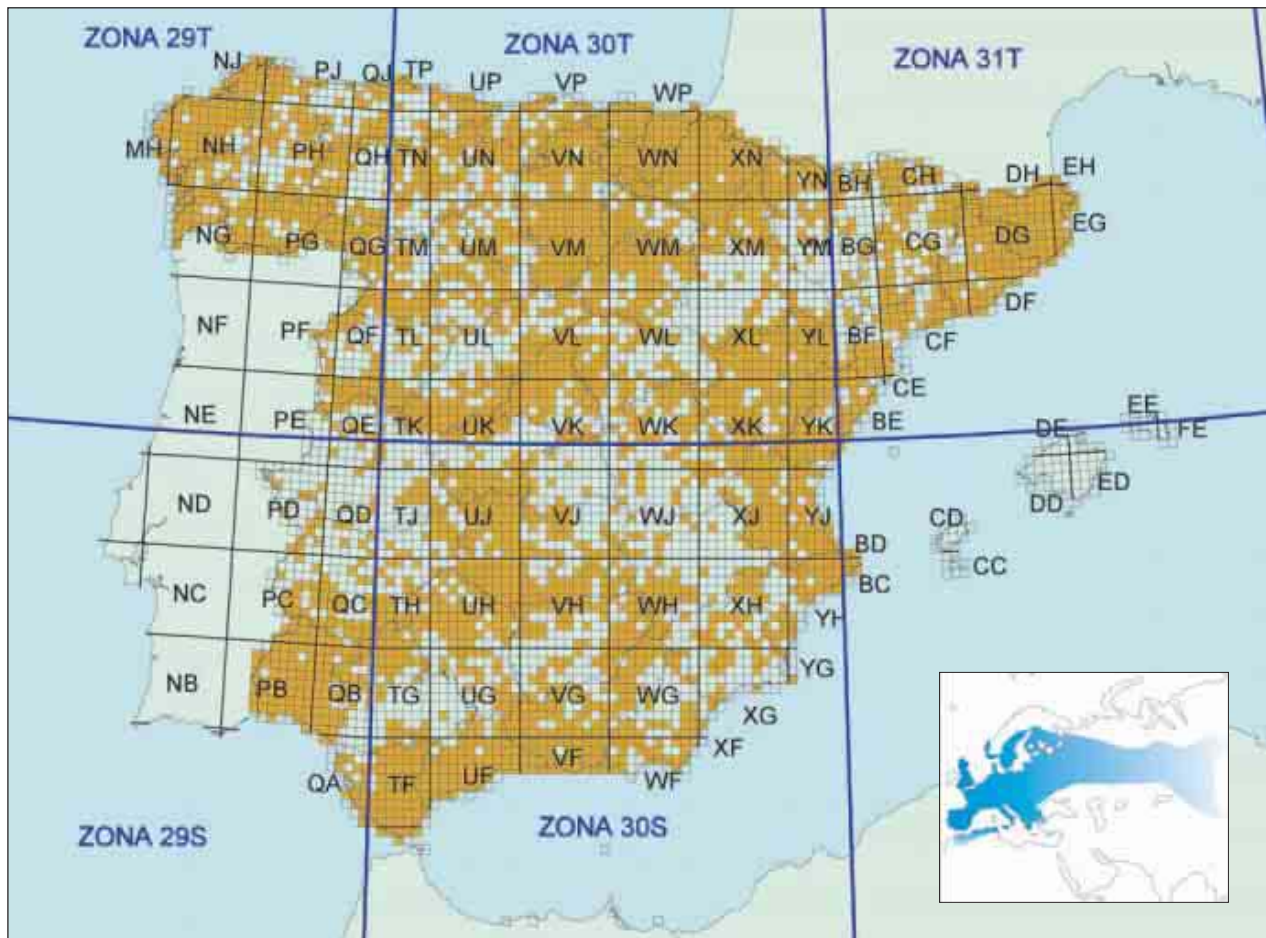 ZONA 29T
ZONA 30T
ZONA 31T
NJ PJ QJ TP UP VP WP
MH NH PH QH TN UN VN WN XN YN BH CH DH EH
NG PG QG TM UM VM WM XM YM BG CG DG EG
NF PF QF TL UL VL WL XL YL BF CF DF
NE PE QE TK UK VK WK XK YK BE CE DE EE FE
ND PD QD TJ UJ VJ WJ XJ YJ BD CD DD ED
NC PC QC TH UH VH WH XH YH BC CC
NB PB QB TG UG VG WG XG YG
QA TF UF VF WF XF
ZONA 29S
ZONA 30S